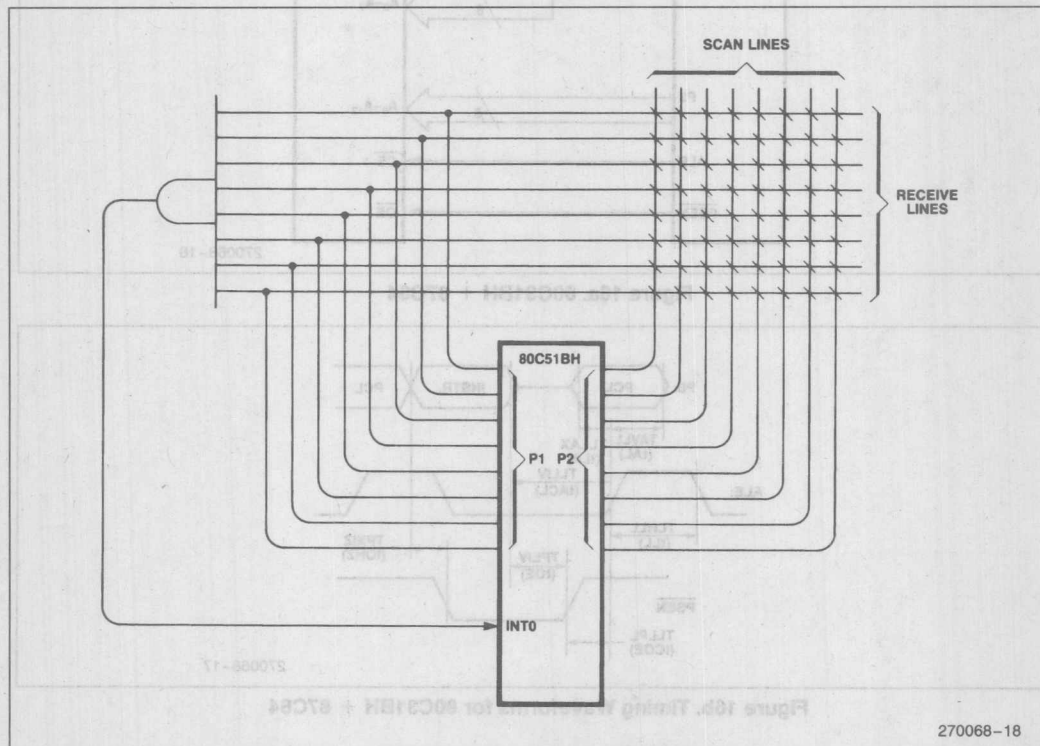 SCAN LINES
RECEIVE
LINES
80C51BH
P1 P2
INT0
270068-18